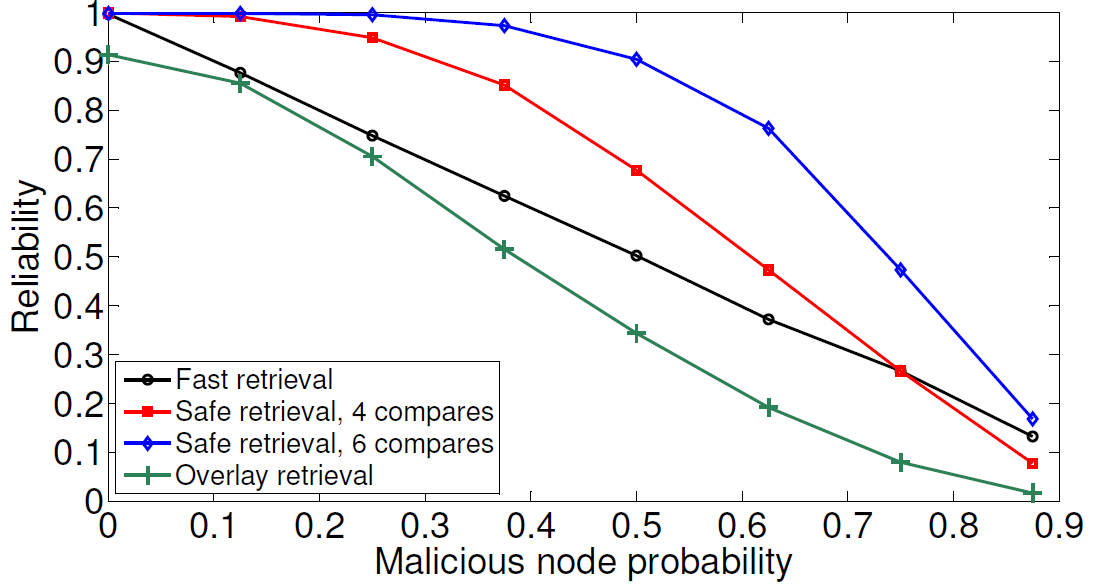 1
0.9
0.8
0.7
0.6
0.5
0.4
0.3
0.2
0.1
0
Reliability
Fast retrieval
Safe retrieval, 4 compares
Safe retrieval, 6 compares
Overlay retrieval
0 0.1 0.2 0.3 0.4 0.5 0.6 0.7 0.8 0.9
Malicious node probability